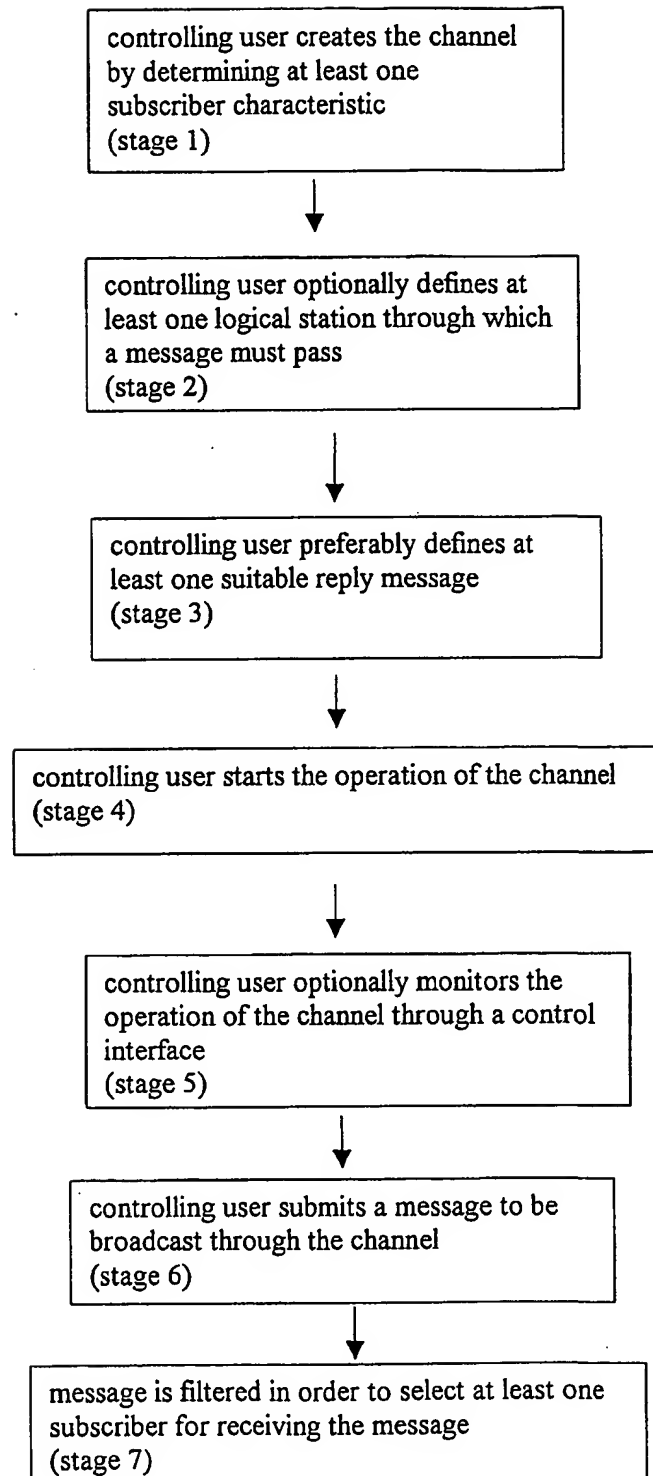 controlling user creates the channel
by determining at least one
subscriber characteristic
(stage 1)
controlling user optionally defines at
least one logical station through which
a message must pass
(stage 2)
controlling user preferably defines at
least one suitable reply message
(stage 3)
controlling user starts the operation of the channel
(stage 4)
controlling user optionally monitors the
operation of the channel through a control
interface
(stage 5)
controlling user submits a message to be
broadcast through the channel
(stage 6)
message is filtered in order to select at least one
subscriber for receiving the message
(stage 7)